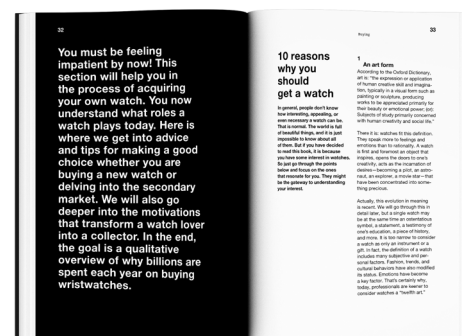 32
You must be feeling
impatient by now! This
section will help you in
the process of acquiring
your own watch. You now
understand what roles a
watch plays today. Here is
where we get into advice
and tips for making a good
choice whether you are
buying a new watch or
delving into the secondary
market. We will also go
deeper into the motivations
that transform a watch lover
into a collector. In the end,
the goal is a qualitative
overview of why billions are
spent each year on buying
wristwatches.
Buying
33
10 reasons
why you
should
get a watch
In general, people don't know
how interesting, appealing, or
even necessary a watch can be.
That is normal. The world is full
of beautiful things, and it is just
impossible to know about all
of them. But if you have decided
to read this book, it is because
you have some interest in watches.
So just go through the points
below and focus on the ones
that resonate for you. They might
be the gateway to understanding
your interest.
1
An art form
According to the Oxford Dictionary,
art is: "the expression or application
of human creative skill and imagina-
tion, typically in a visual form such as
painting or sculpture, producing
works to be appreciated primarily for
their beauty or emotional power; (pl)
Subjects of study primarily concerned
with human creativity and social life."
There it is: watches fit this definition.
They speak more to feelings and
emotions than to rationality. A watch
is first and foremost an object that
inspires, opens the doors to one's
creativity, acts as the incarnation of
desires—becoming a pilot, an astro-
naut, an explorer, a movie star—that
have been concentrated into some-
thing precious.
Actually, this evolution in meaning
is recent. We will go through this in
detail later, but a single watch may
be at the same time an ostentatious
symbol, a statement, a testimony of
one's education, a piece of history,
and more. It is too narrow to consider
a watch as only an instrument or a
gift. In fact, the definition of a watch
includes many subjective and per-
sonal factors. Fashion, trends, and
cultural behaviors have also modified
its status. Emotions have become
a key factor. That's certainly why,
today, professionals are keener to
consider watches a "twelfth art."